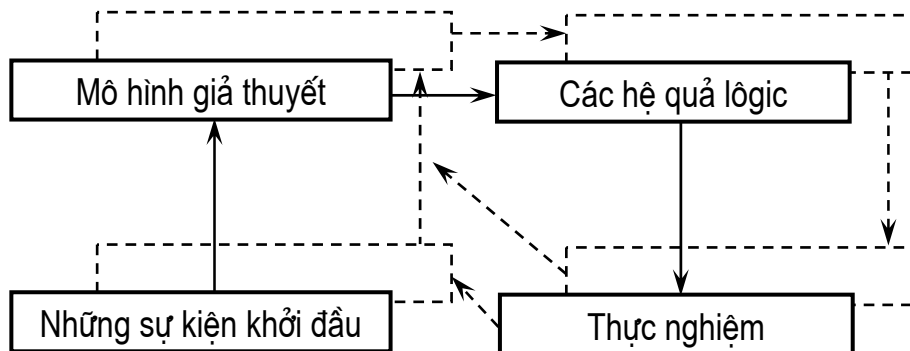 Mô hình giả thuyết
Các hệ quả lôgic
Những sự kiện khởi đầu
Thực nghiệm